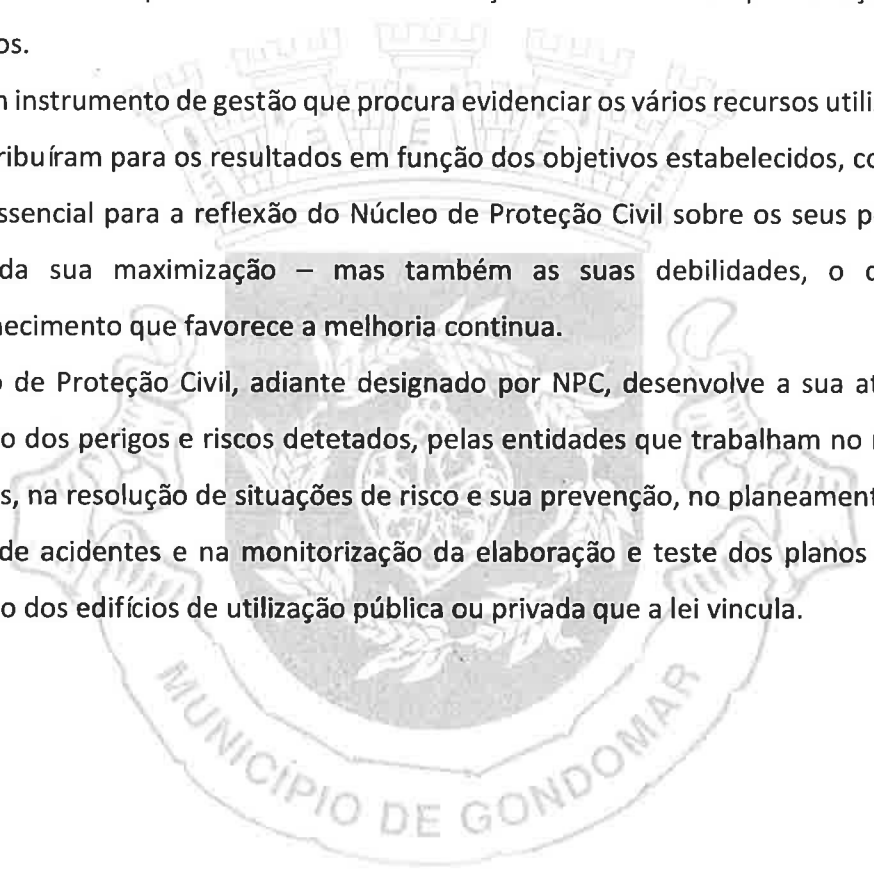 os.
instrumento de gestão que procura evidenciar os vários recursos utili
ribuíram para os resultados em função dos objetivos estabelecidos, co
ssencial para a reflexão do Núcleo de Proteção Civil sobre os seus p
da sua maximização – mas também as suas debilidades, o
hecimento que favorece a melhoria continua.
de Proteção Civil, adiante designado por NPC, desenvolve a sua at
o dos perigos e riscos detetados, pelas entidades que trabalham no
s, na resolução de situações de risco e sua prevenção, no planeament
de acidentes e na monitorização da elaboração e teste dos planos
o dos edifícios de utilização pública ou privada que a lei vincula.
MUNICÍPIO DE GONDOMAR